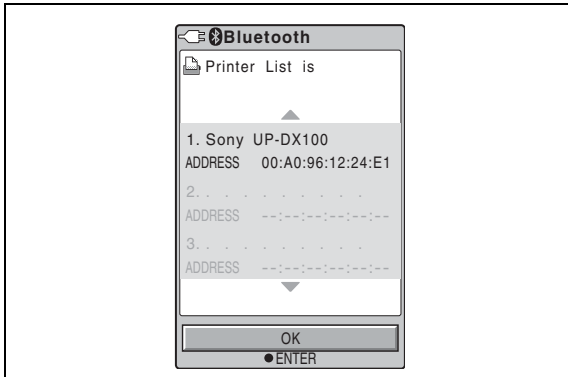 Bluetooth
Printer List is
1. Sony UP-DX100
ADDRESS 00:A0:96:12:24:E1
2. . . . . . . . . .
ADDRESS --:--:--:--:--:--
3. . . . . . . . . .
ADDRESS --:--:--:--:--:--
OK
●ENTER